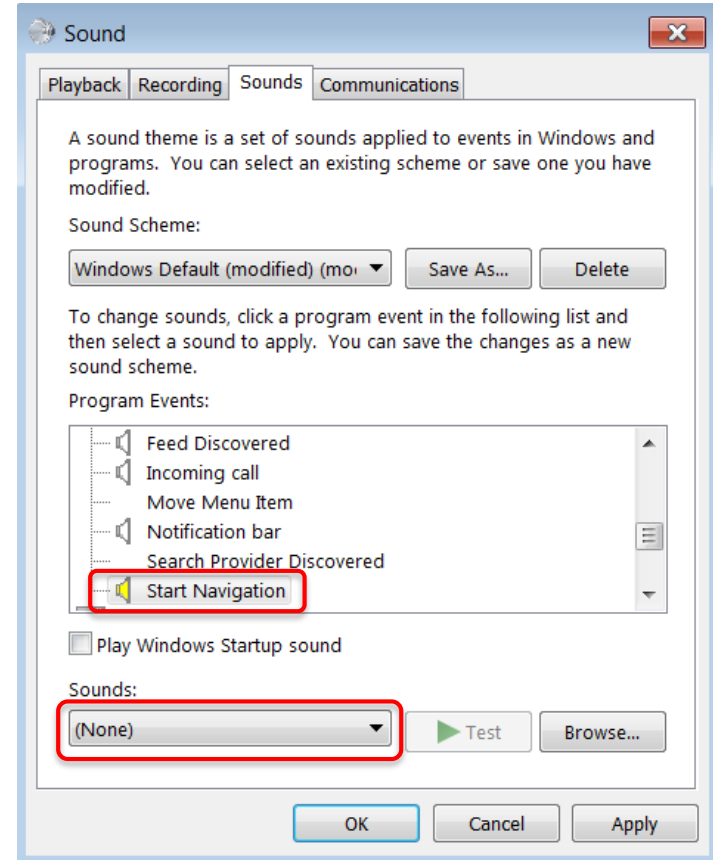 Sound
Playback Recording Sounds Communications
A sound theme is a set of sounds applied to events in Windows and
programs. You can select an existing scheme or save one you have
modified.
Sound Scheme:
Windows Default (modified) (mo
Save As... Delete
To change sounds, click a program event in the following list and
then select a sound to apply. You can save the changes as a new
sound scheme.
Program Events:
Feed Discovered
Incoming call
Move Menu Item
Notification bar
Search Provider Discovered
Start Navigation
Play Windows Startup sound
Sounds:
(None) Test Browse...
OK Cancel Apply